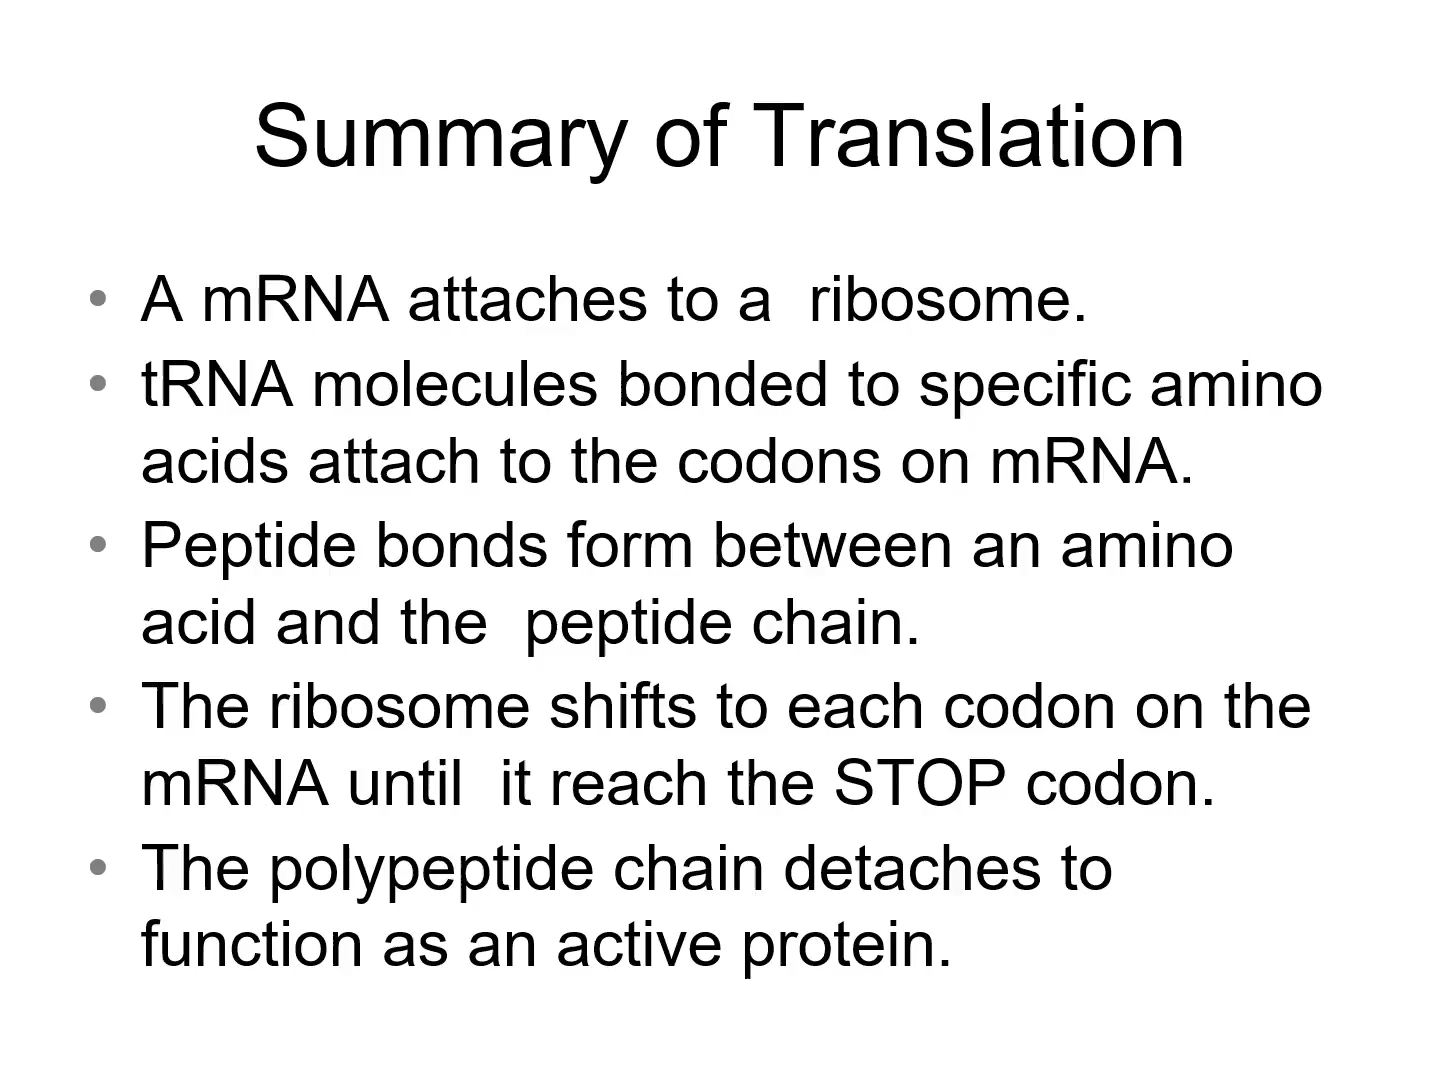 Summary of Translation
• A mRNA attaches to a  ribosome.
• tRNA molecules bonded to specific amino
acids attach to the codons on mRNA.
• Peptide bonds form between an amino
acid and the  peptide chain.
• The ribosome shifts to each codon on the
mRNA until  it reach the STOP codon.
• The polypeptide chain detaches to
function as an active protein.